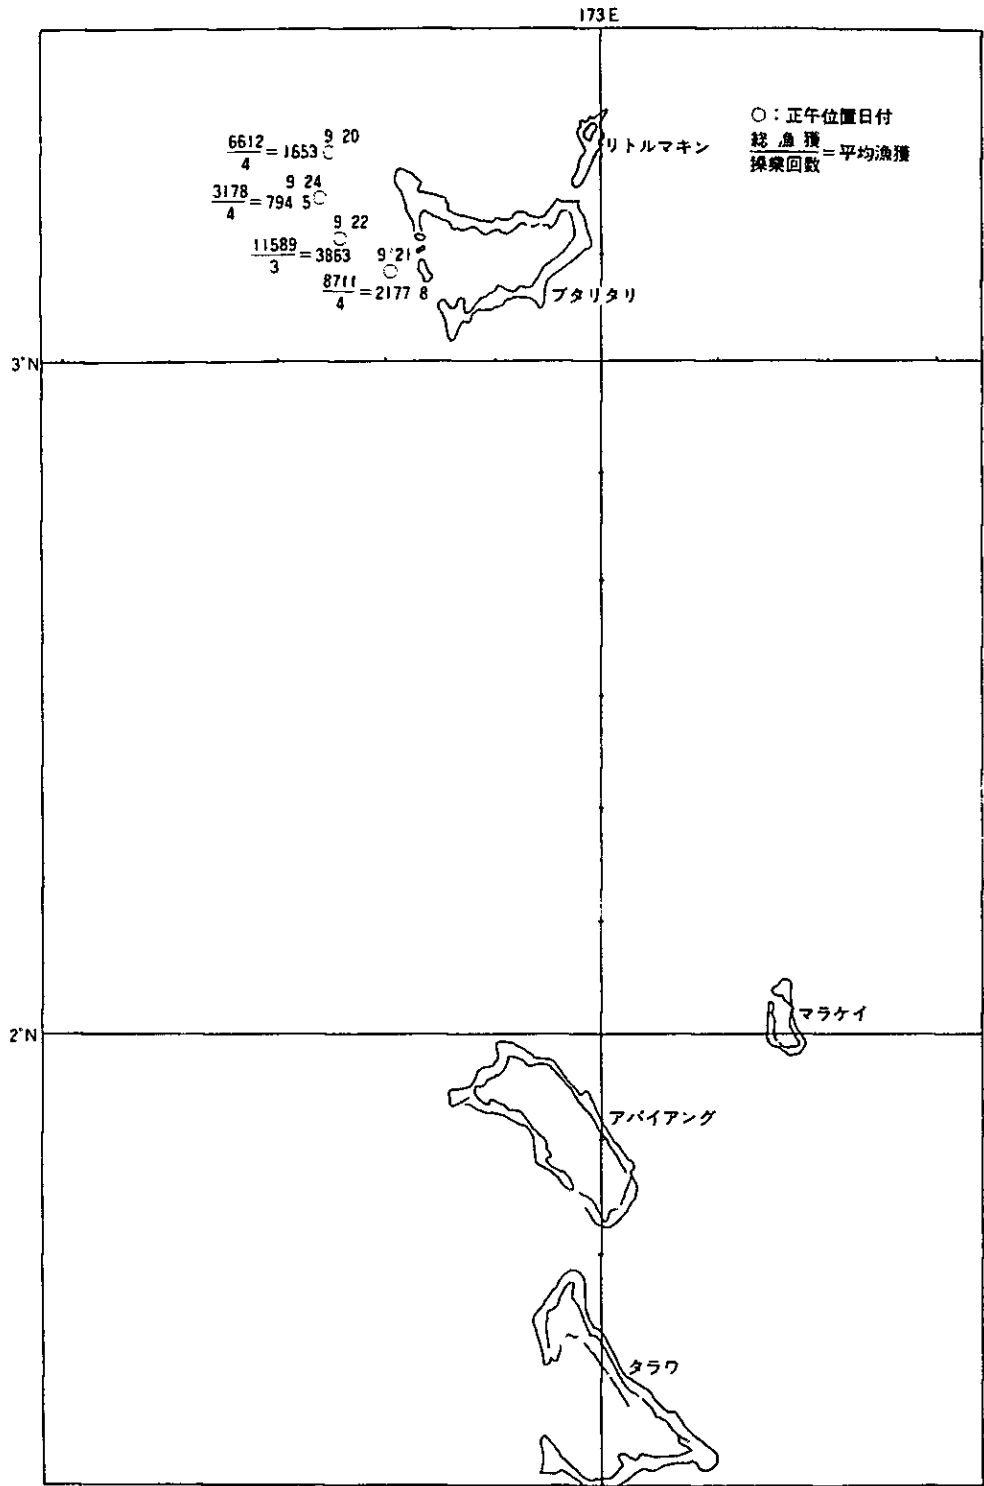 173E
○：正午位置日付
総漁獲
操業回数
＝平均漁獲
リトルマキン
9 20
6612
4
=1653
9 24
3178
4
=794 5
9 22
11589
3
=3863
9 21
8711
4
=2177 8
ブタリタリ
3°N
マラケイ
2°N
アバイアング
タラワ